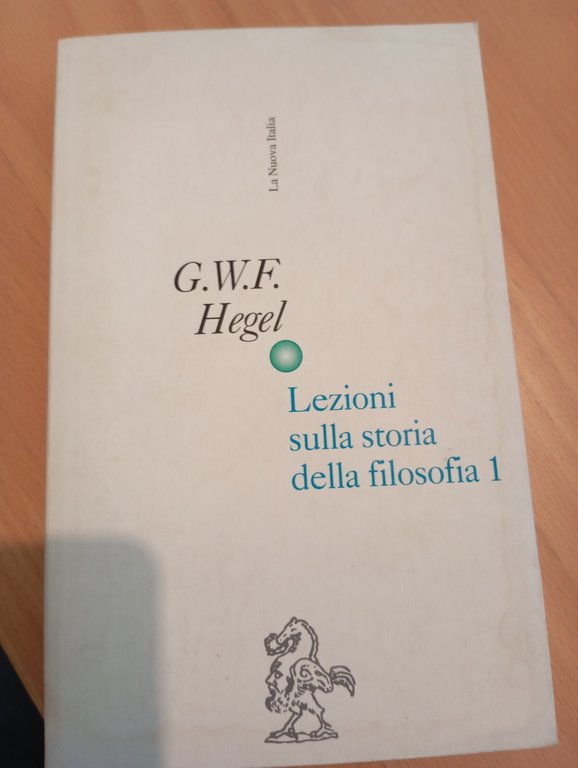 La Nuova Italia
G.W.F.
Hegel
Lezioni
sulla storia
della filosofia 1